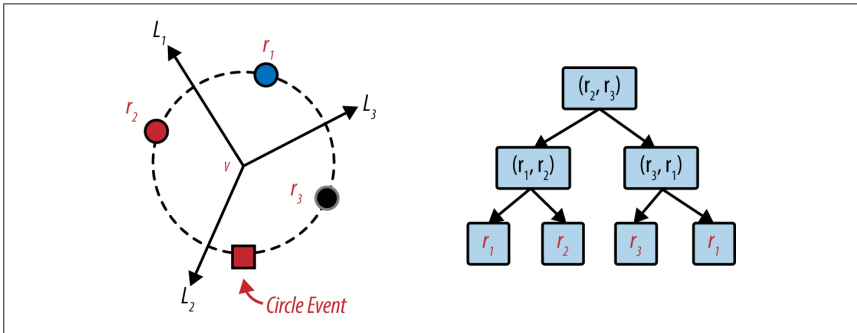 L1
r1
r2
L3
v
r3
L2
Circle Event
(r2, r3)
(r1, r2) (r3, r1)
r1 r2 r3 r1